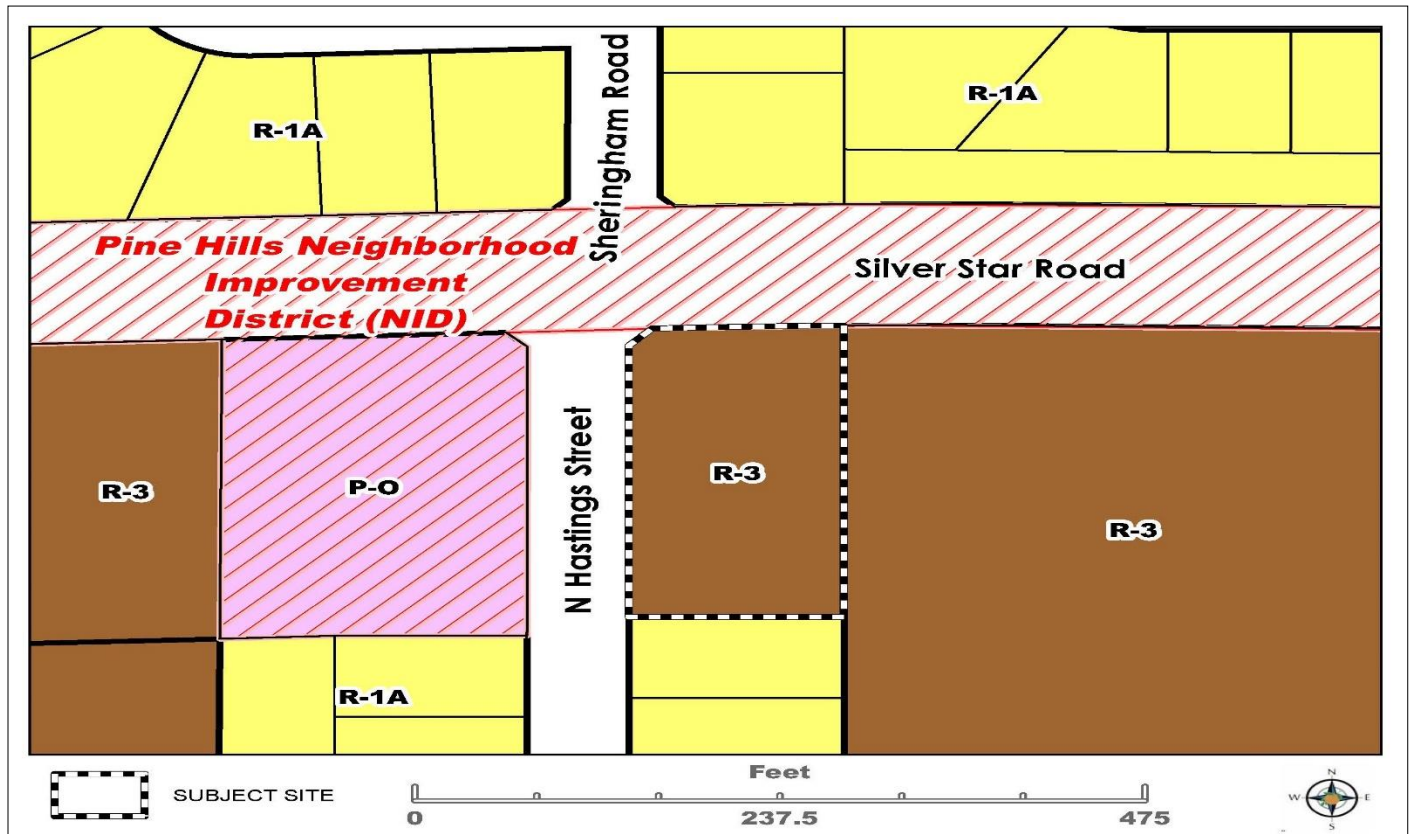 R-1A
Sheringham Road
R-1A
Pine Hills Neighborhood
Improvement
District (NID)
Silver Star Road
R-3
P-O
N Hastings Street
R-3
R-3
R-1A
SUBJECT SITE
Feet
0
237.5
475
N
W
E
S